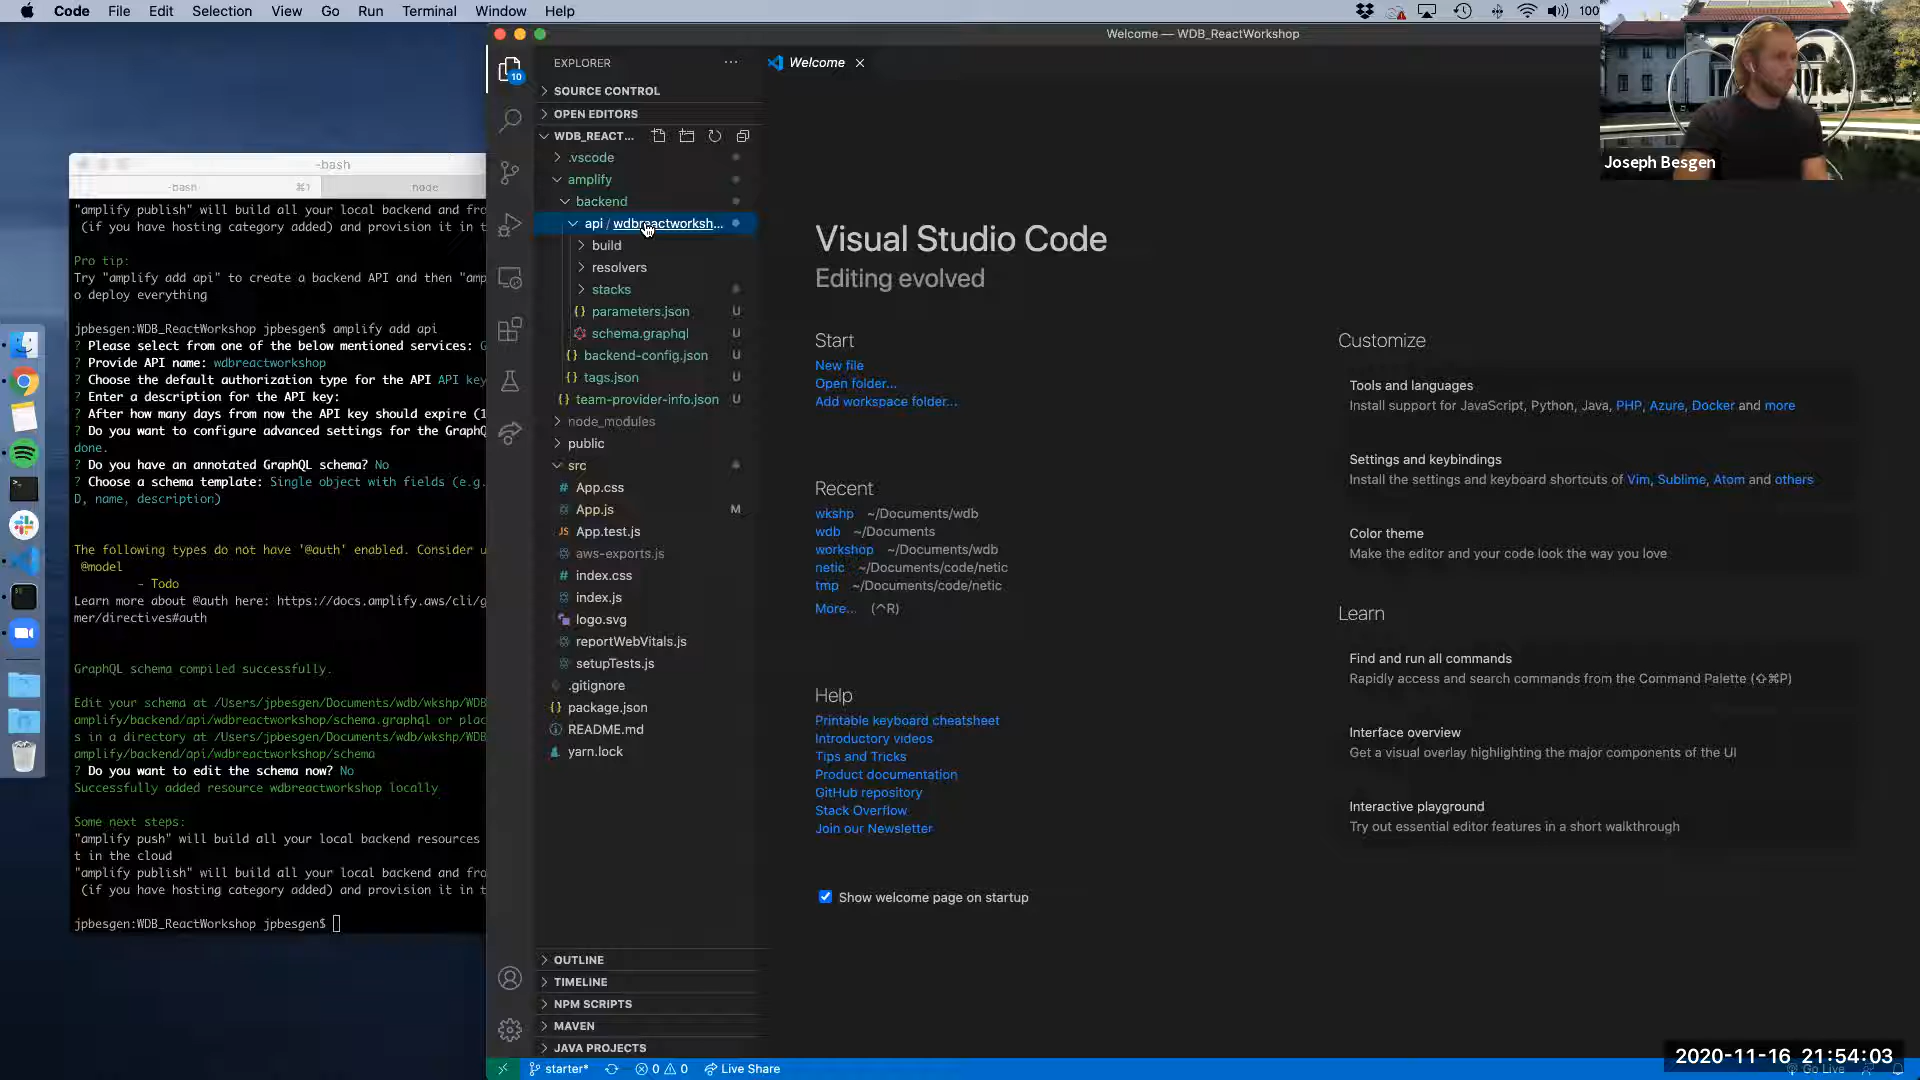 Code File Edit Selection View Go Run Terminal Window Help
100
Welcome — WDB_ReactWorkshop
Joseph Besgen
10
EXPLORER
SOURCE CONTROL
OPEN EDITORS
WDB_REACT...
.vscode
amplify
backend
api / wdbreactworksh...
build
resolvers
stacks
{} parameters.json U
schema.graphql U
{} backend-config.json U
{} tags.json U
{} team-provider-info.json U
node_modules
public
src
# App.css
App.js M
JS App.test.js
aws-exports.js
# index.css
index.js
logo.svg
reportWebVitals.js
setupTests.js
.gitignore
{} package.json
README.md
yarn.lock
OUTLINE
TIMELINE
NPM SCRIPTS
MAVEN
JAVA PROJECTS
starter* 0 0 Live Share
Go Live
Welcome
Visual Studio Code
Editing evolved
Start
New file
Open folder...
Add workspace folder...
Recent
wkshp ~/Documents/wdb
wdb ~/Documents
workshop ~/Documents/wdb
netic ~/Documents/code/netic
tmp ~/Documents/code/netic
More... (^R)
Help
Printable keyboard cheatsheet
Introductory videos
Tips and Tricks
Product documentation
GitHub repository
Stack Overflow
Join our Newsletter
Show welcome page on startup
Customize
Tools and languages
Install support for JavaScript, Python, Java, PHP, Azure, Docker and more
Settings and keybindings
Install the settings and keyboard shortcuts of Vim, Sublime, Atom and others
Color theme
Make the editor and your code look the way you love
Learn
Find and run all commands
Rapidly access and search commands from the Command Palette (⇧⌘P)
Interface overview
Get a visual overlay highlighting the major components of the UI
Interactive playground
Try out essential editor features in a short walkthrough
2020-11-16 21:54:03
-bash
-bash ⌘1 node
"amplify publish" will build all your local backend and fro
(if you have hosting category added) and provision it in t
Pro tip:
Try "amplify add api" to create a backend API and then "amp
o deploy everything
jpbesgen:WDB_ReactWorkshop jpbesgen$ amplify add api
? Please select from one of the below mentioned services: G
? Provide API name: wdbreactworkshop
? Choose the default authorization type for the API API key
? Enter a description for the API key:
? After how many days from now the API key should expire (1
? Do you want to configure advanced settings for the GraphQ
done.
? Do you have an annotated GraphQL schema? No
? Choose a schema template: Single object with fields (e.g.
D, name, description)
The following types do not have '@auth' enabled. Consider u
@model
- Todo
Learn more about @auth here: https://docs.amplify.aws/cli/g
mer/directives#auth
GraphQL schema compiled successfully.
Edit your schema at /Users/jpbesgen/Documents/wdb/wkshp/WDB
amplify/backend/api/wdbreactworkshop/schema.graphql or plac
s in a directory at /Users/jpbesgen/Documents/wdb/wkshp/WDB
amplify/backend/api/wdbreactworkshop/schema
? Do you want to edit the schema now? No
Successfully added resource wdbreactworkshop locally
Some next steps:
"amplify push" will build all your local backend resources
t in the cloud
"amplify publish" will build all your local backend and fro
(if you have hosting category added) and provision it in t
jpbesgen:WDB_ReactWorkshop jpbesgen$